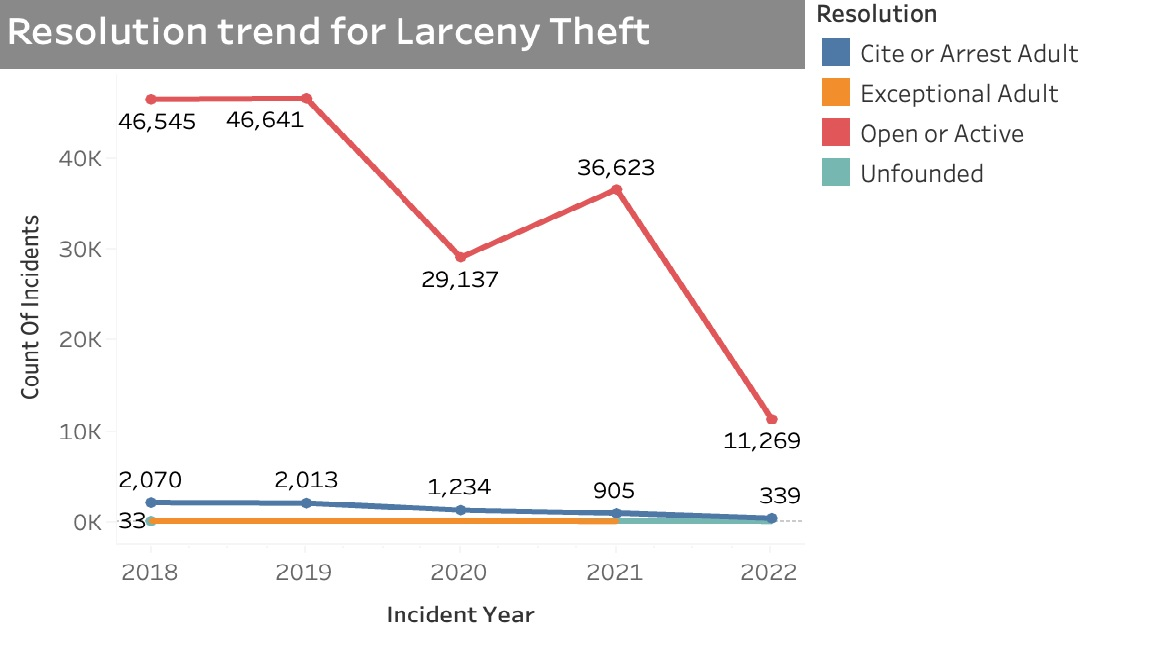 Resolution trend for Larceny Theft
Resolution
Cite or Arrest Adult
Exceptional Adult
Open or Active
Unfounded
46,545
46,641
36,623
29,137
11,269
2,070
2,013
1,234
905
339
33
40K
30K
20K
10K
0K
Count Of Incidents
2018
2019
2020
2021
2022
Incident Year